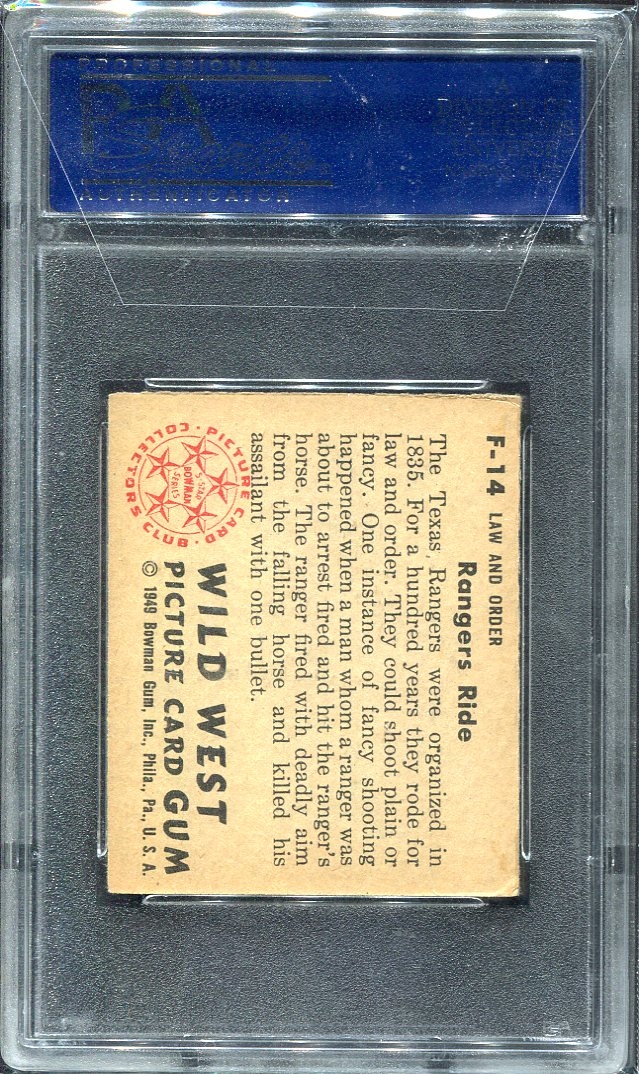 PROFESSIONAL
PSA
AUTHENTICATOR
F-14 LAW AND ORDER
Rangers Ride
The Texas Rangers were organized in
1835. For a hundred years they rode for
law and order. They could shoot plain or
fancy. One instance of fancy shooting
happened when a man whom a ranger was
about to arrest fired and hit the ranger's
horse. The ranger fired with deadly aim
from the falling horse and killed his
assailant with one bullet.
PICTURE CARD COLLECTORS CLUB
5-STAR
BOWMAN
SERIES
WILD WEST
PICTURE CARD GUM
© 1949 Bowman Gum, Inc., Phila., Pa., U. S. A.